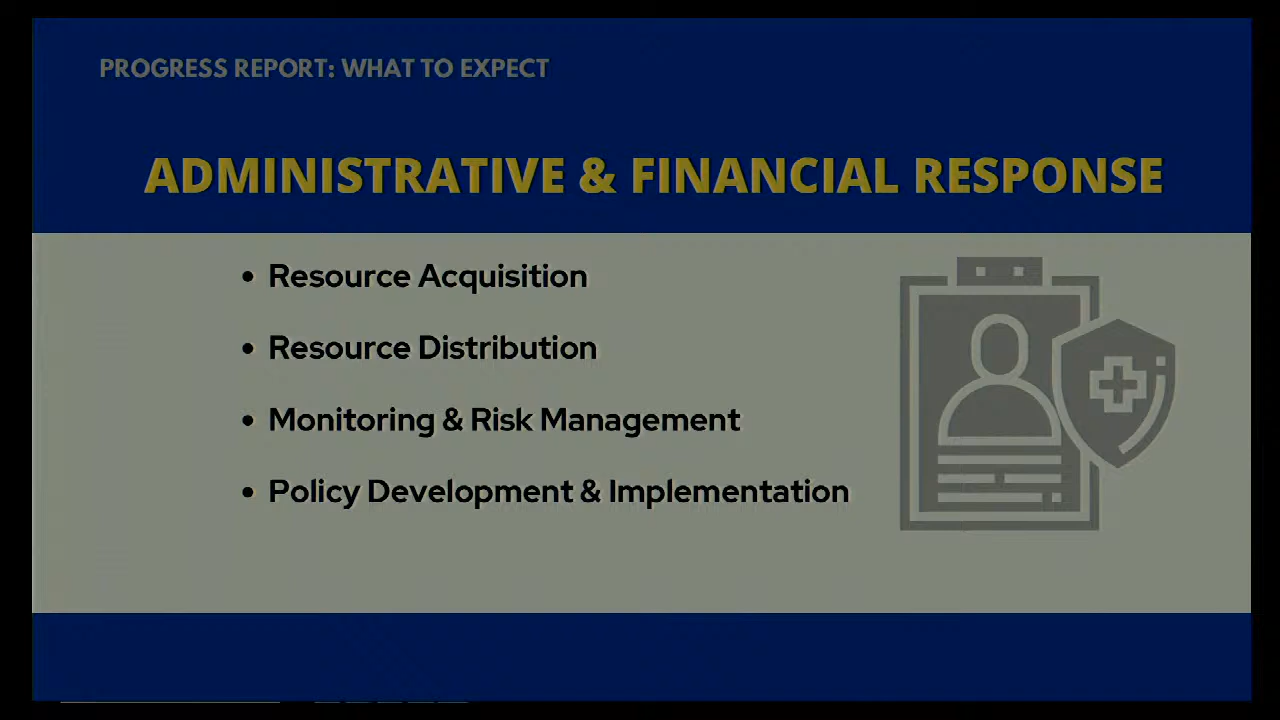 PROGRESS REPORT: WHAT TO EXPECT
ADMINISTRATIVE & FINANCIAL RESPONSE
• Resource Acquisition
• Resource Distribution
• Monitoring & Risk Management
• Policy Development & Implementation